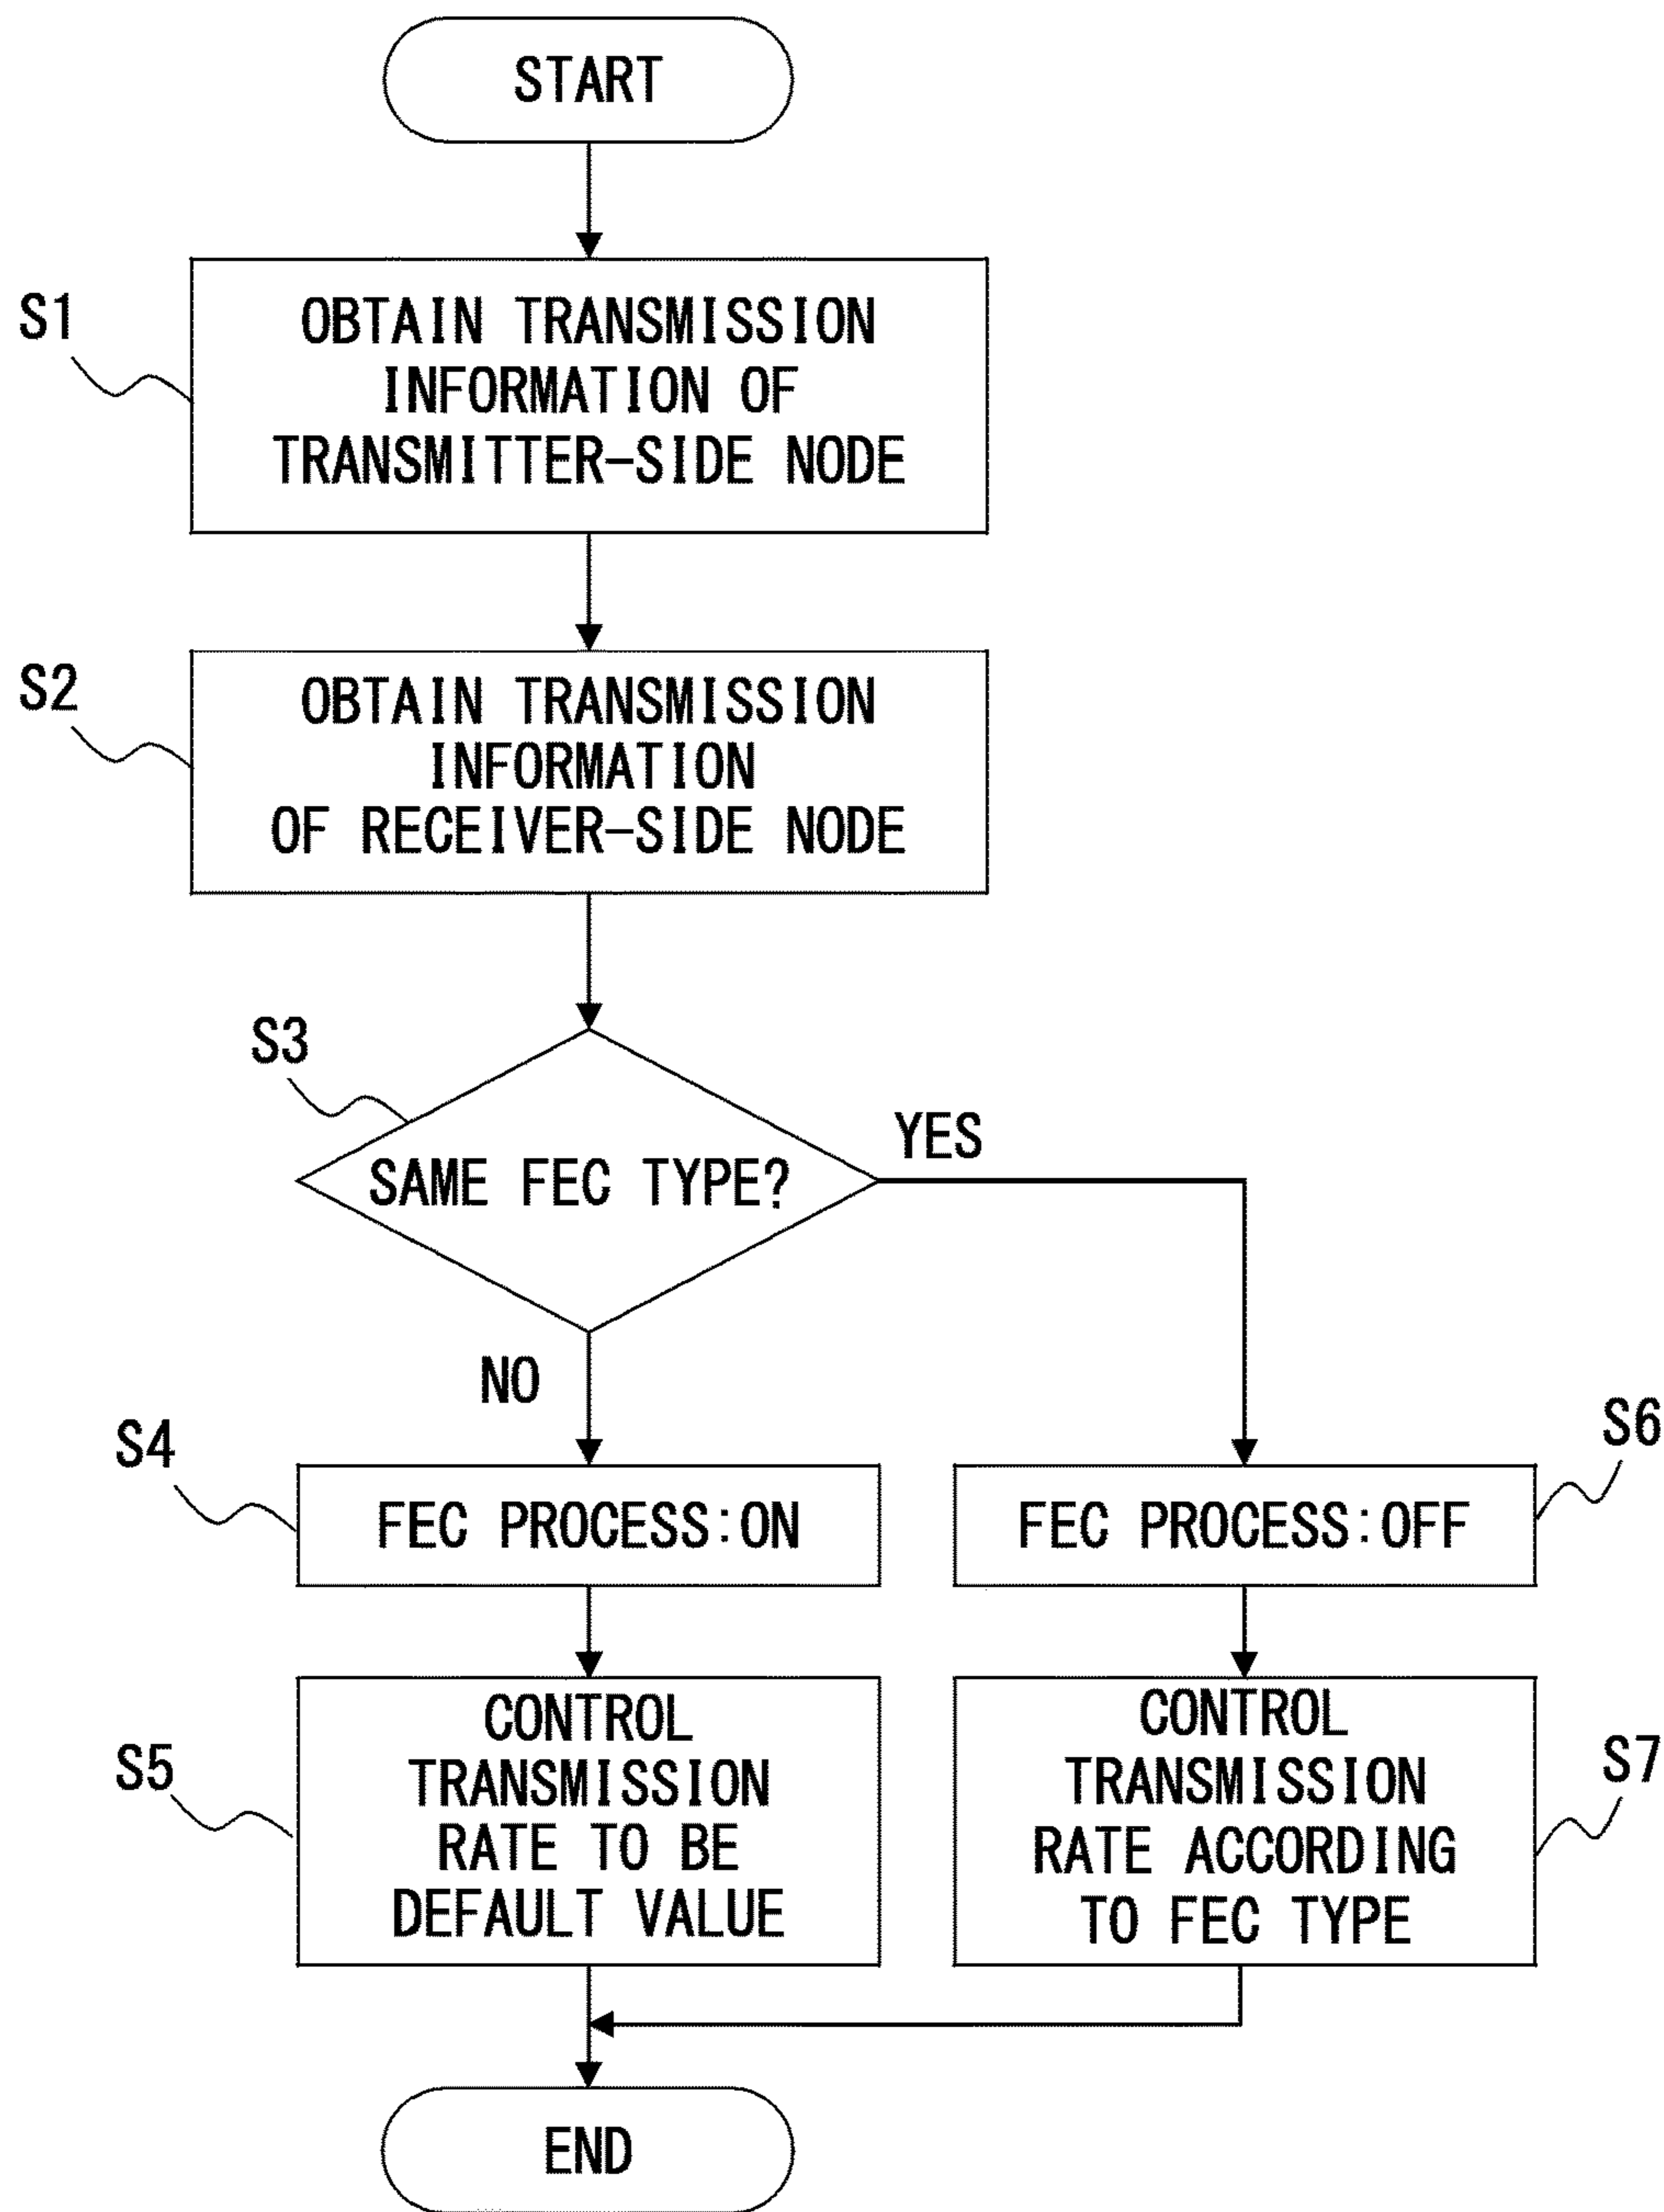 START
S1
OBTAIN TRANSMISSION
INFORMATION OF
TRANSMITTER-SIDE NODE
S2
OBTAIN TRANSMISSION
INFORMATION
OF RECEIVER-SIDE NODE
S3
SAME FEC TYPE?
YES
NO
S4
FEC PROCESS:ON
S5
CONTROL
TRANSMISSION
RATE TO BE
DEFAULT VALUE
S6
FEC PROCESS:OFF
S7
CONTROL
TRANSMISSION
RATE ACCORDING
TO FEC TYPE
END